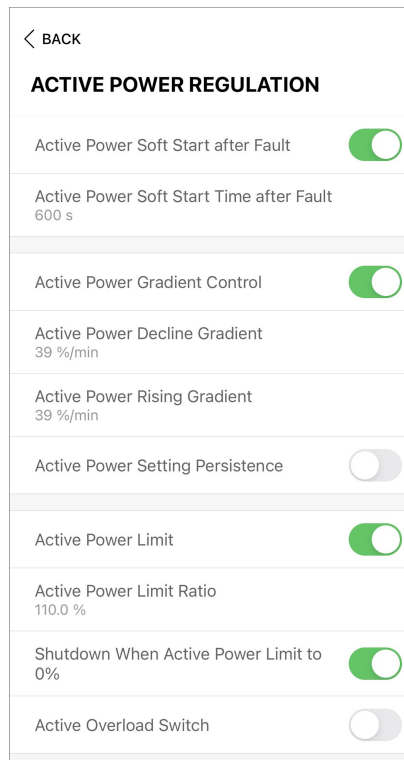 BACK
ACTIVE POWER REGULATION
Active Power Soft Start after Fault
Active Power Soft Start Time after Fault
600 s
Active Power Gradient Control
Active Power Decline Gradient
39 %/min
Active Power Rising Gradient
39 %/min
Active Power Setting Persistence
Active Power Limit
Active Power Limit Ratio
110.0 %
Shutdown When Active Power Limit to
0%
Active Overload Switch